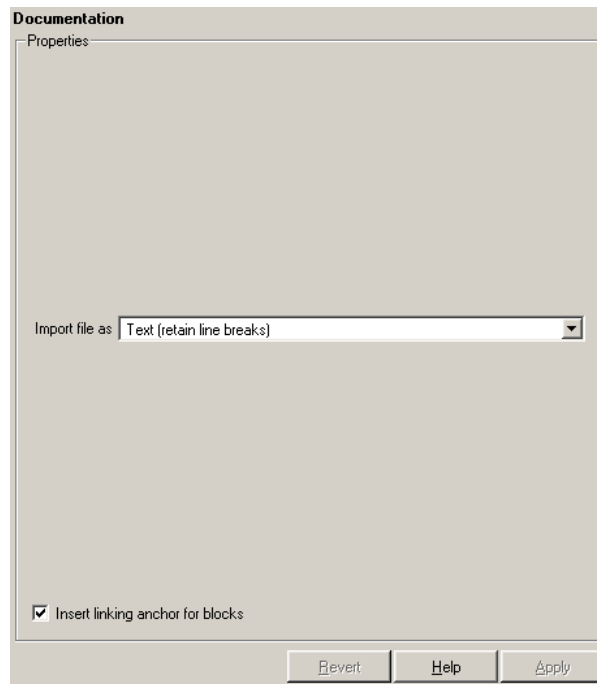 Documentation
Properties
Import file as Text (retain line breaks)
Insert linking anchor for blocks
Revert Help Apply